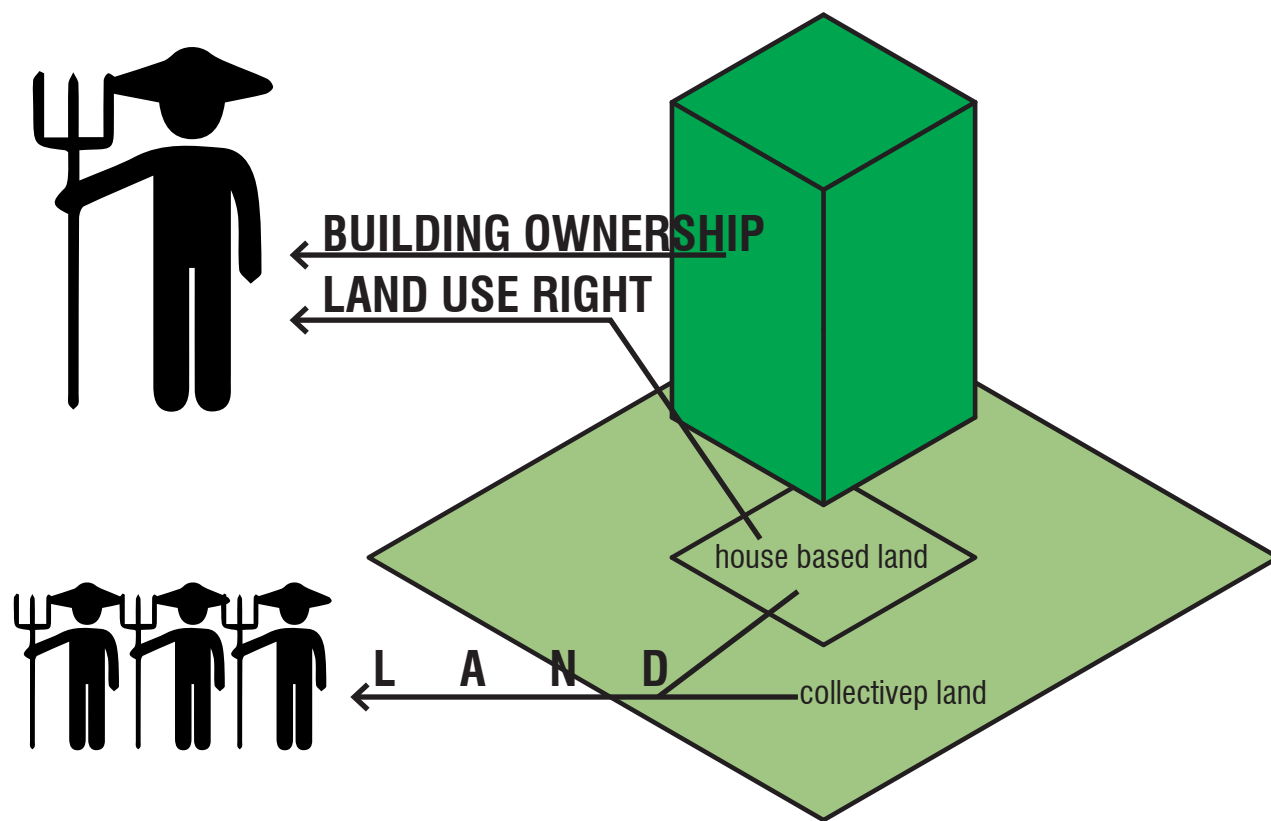 BUILDING OWNERSHIP
LAND USE RIGHT
house based land
L A N D
collectivep land